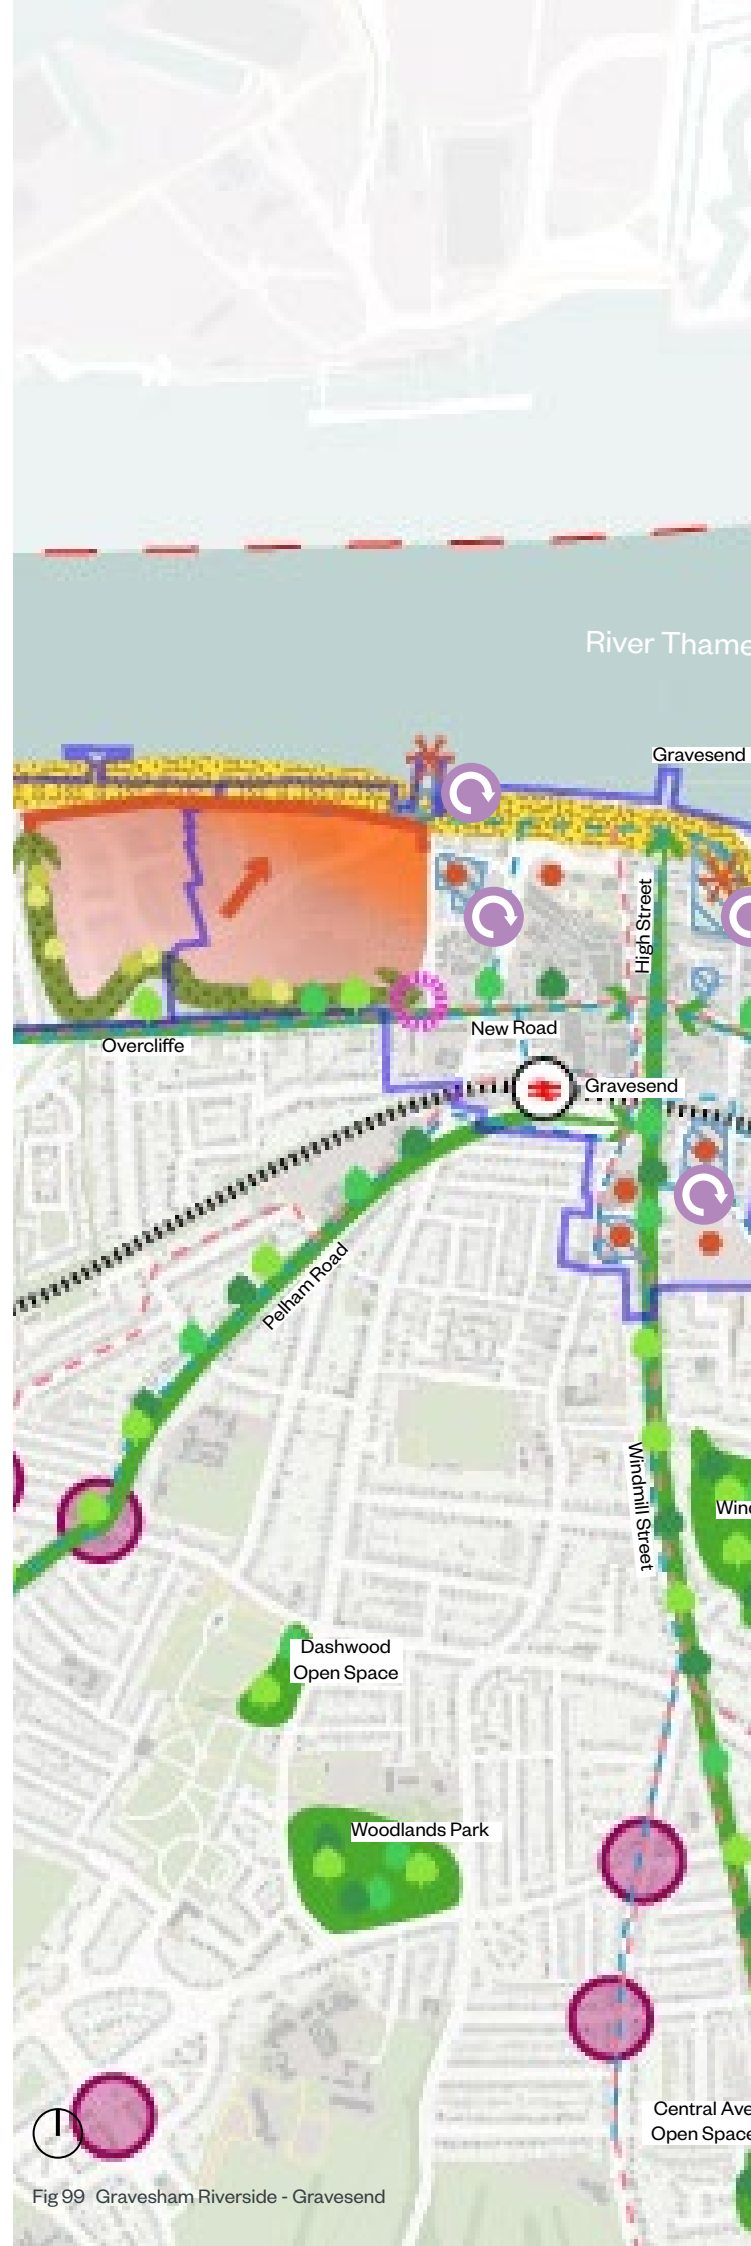 River Thame
Gravesend
High Street
New Road
Overcliffe
Gravesend
Pelham Road
Windmill Street
Wind
Dashwood
Open Space
Woodlands Park
Central Ave
Open Space
Fig 99 Gravesham Riverside - Gravesend